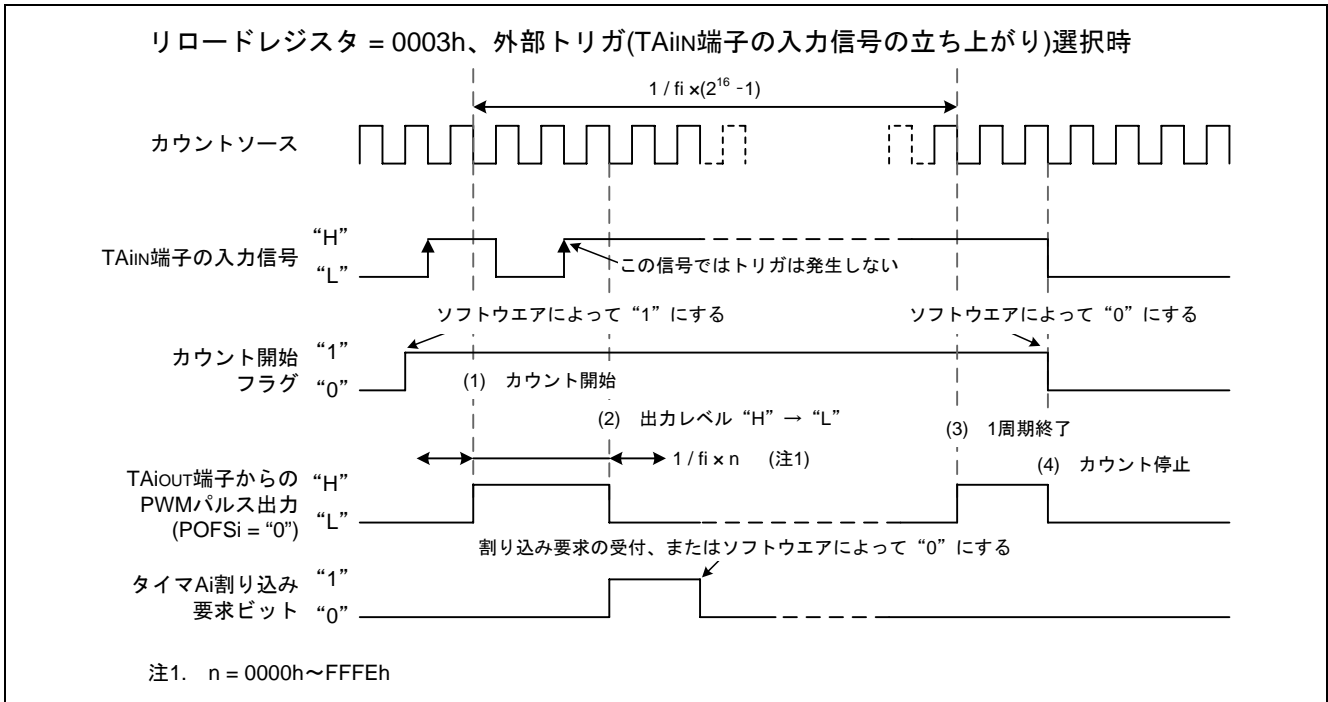 リロードレジスタ = 0003h、外部トリガ(TAiIN端子の入力信号の立ち上がり)選択時
1 / fi ×(2^16 -1)
カウントソース
TAiIN端子の入力信号
“H”
“L”
この信号ではトリガは発生しない
ソフトウエアによって “1” にする
ソフトウエアによって “0” にする
カウント開始
フラグ
“1”
“0”
(1) カウント開始
(2) 出力レベル “H” → “L”
(3) 1周期終了
(4) カウント停止
1 / fi × n (注1)
TAiOUT端子からの
PWMパルス出力
(POFSi = “0”)
“H”
“L”
割り込み要求の受付、またはソフトウエアによって “0” にする
タイマAi割り込み
要求ビット
“1”
“0”
注1. n = 0000h～FFFEh